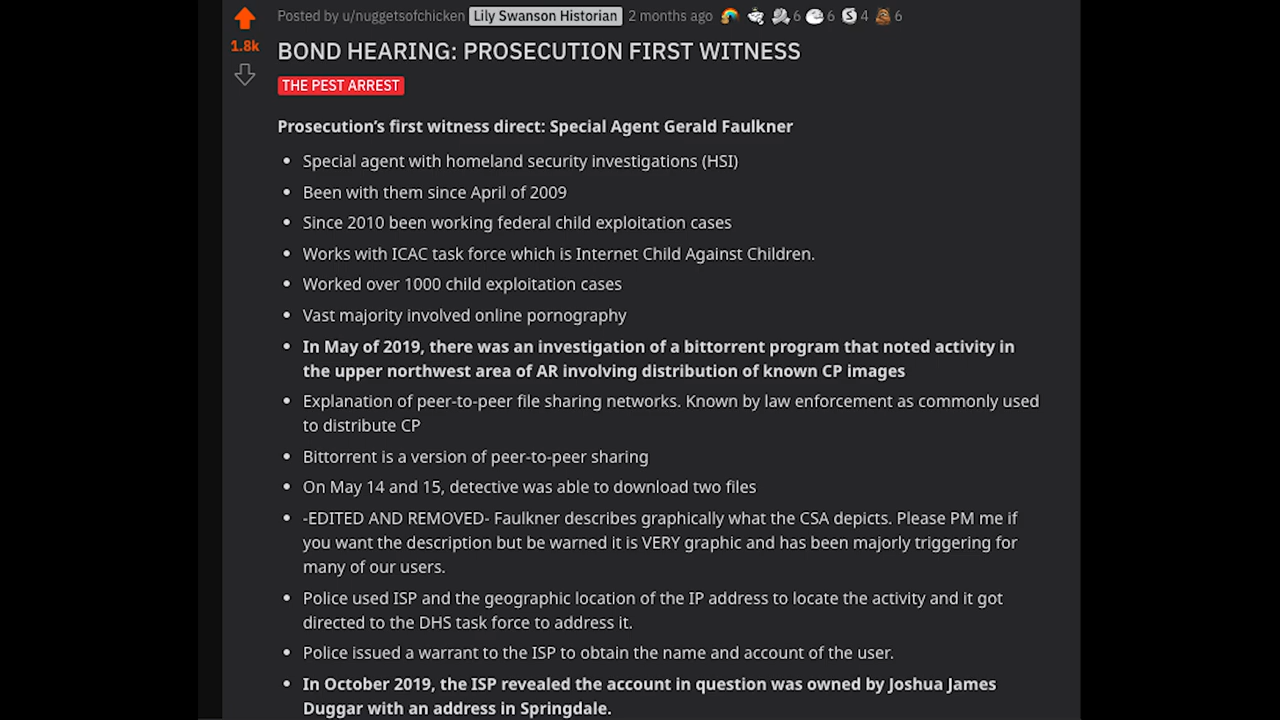 Posted by u/nuggetsofchicken Lily Swanson Historian 2 months ago 6 6 4 6
1.8k
BOND HEARING: PROSECUTION FIRST WITNESS
THE PEST ARREST
Prosecution's first witness direct: Special Agent Gerald Faulkner
• Special agent with homeland security investigations (HSI)
• Been with them since April of 2009
• Since 2010 been working federal child exploitation cases
• Works with ICAC task force which is Internet Child Against Children.
• Worked over 1000 child exploitation cases
• Vast majority involved online pornography
• In May of 2019, there was an investigation of a bittorrent program that noted activity in
the upper northwest area of AR involving distribution of known CP images
• Explanation of peer-to-peer file sharing networks. Known by law enforcement as commonly used
to distribute CP
• Bittorrent is a version of peer-to-peer sharing
• On May 14 and 15, detective was able to download two files
• -EDITED AND REMOVED- Faulkner describes graphically what the CSA depicts. Please PM me if
you want the description but be warned it is VERY graphic and has been majorly triggering for
many of our users.
• Police used ISP and the geographic location of the IP address to locate the activity and it got
directed to the DHS task force to address it.
• Police issued a warrant to the ISP to obtain the name and account of the user.
• In October 2019, the ISP revealed the account in question was owned by Joshua James
Duggar with an address in Springdale.